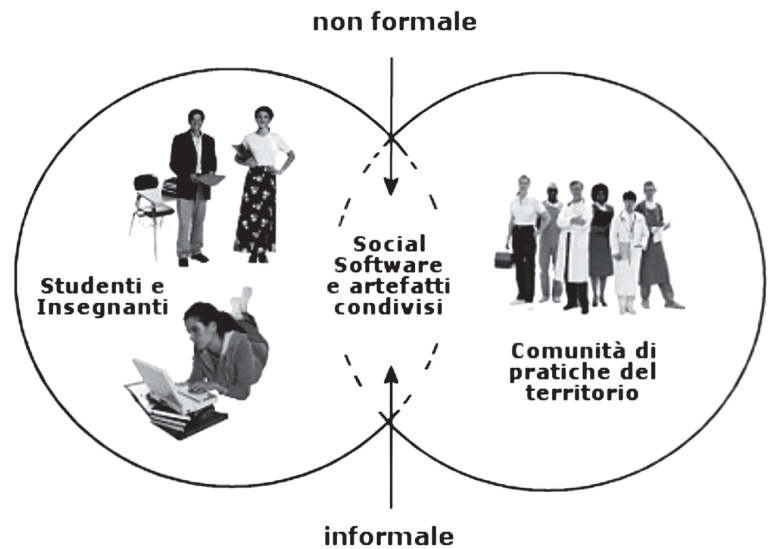 non formale
Studenti e
Insegnanti
Social
Software
e artefatti
condivisi
Comunità di
pratiche del
territorio
informale